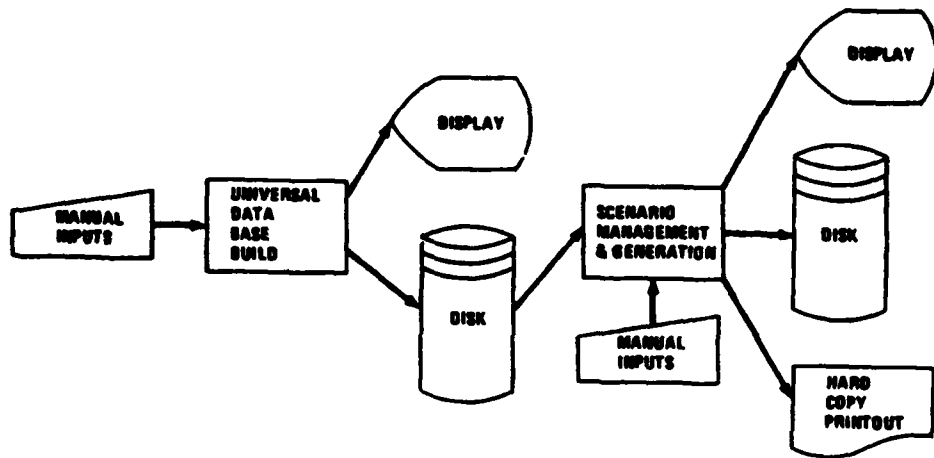 MANUAL
INPUTS
UNIVERSAL
DATA
BASE
BUILD
DISPLAY
DISK
SCENARIO
MANAGEMENT
& GENERATION
MANUAL
INPUTS
DISPLAY
DISK
HARD
COPY
PRINTOUT